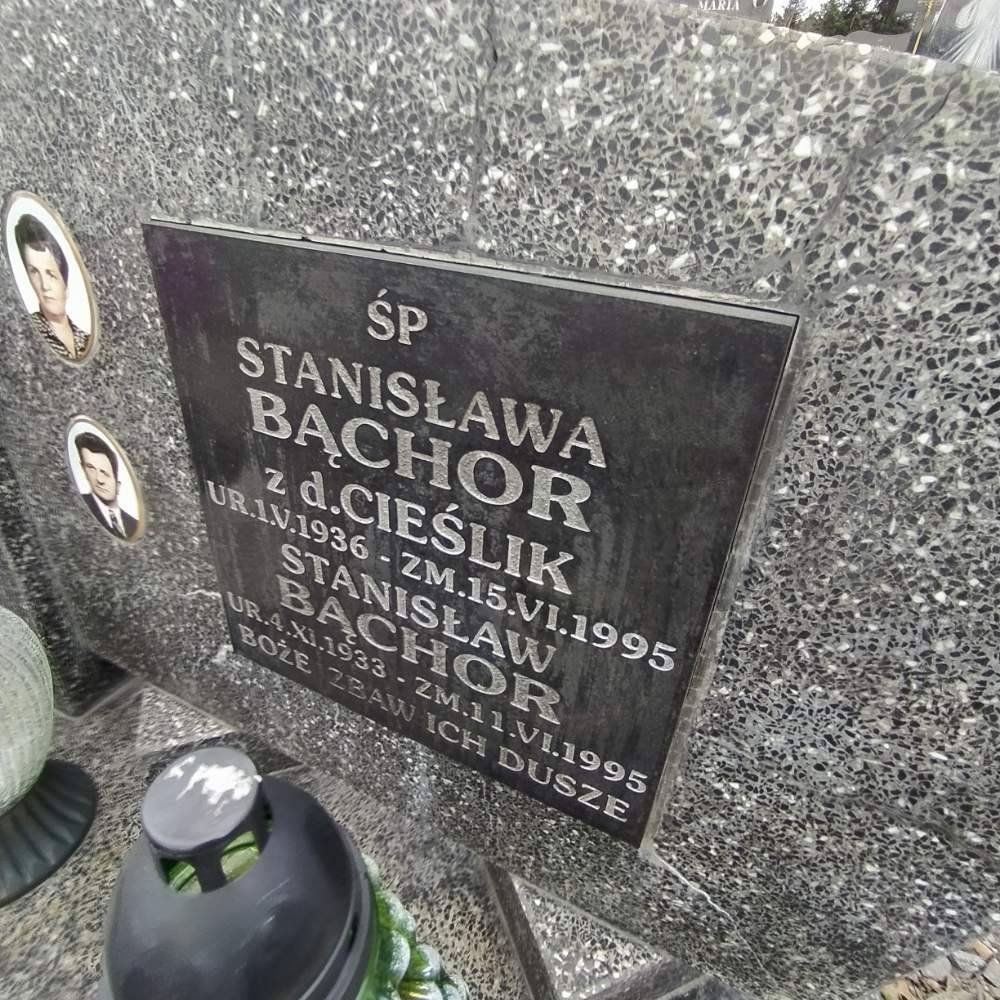 MARIA
ŚP
STANISŁAWA
BĄCHOR
z d.CIEŚLIK
UR.1.V.1936 - ZM.15.VI.1995
STANISŁAW
BĄCHOR
UR.4.XI.1933 - ZM.11.VI.1995
BOŻE ZBAW ICH DUSZE